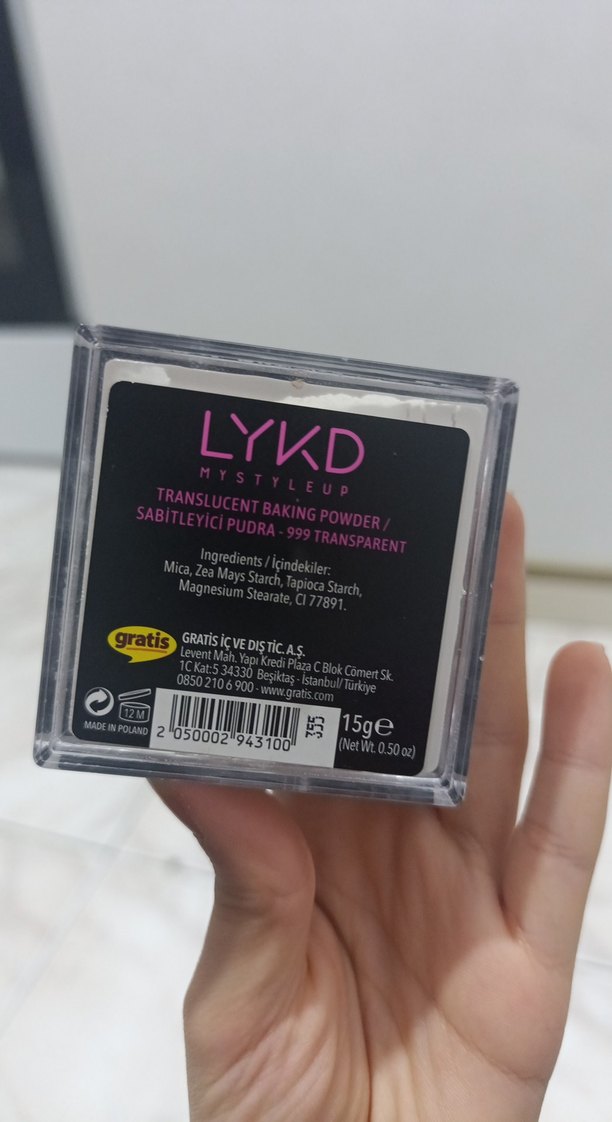 LYKD
MYSTYLEUP
TRANSLUCENT BAKING POWDER /
SABİTLEYİCİ PUDRA - 999 TRANSPARENT
Ingredients / İçindekiler:
Mica, Zea Mays Starch, Tapioca Starch,
Magnesium Stearate, CI 77891.
gratis
GRATİS İÇ VE DIŞ TİC. A.Ş.
Levent Mah. Yapı Kredi Plaza C Blok Cömert Sk.
1C Kat:5 34330 Beşiktaş - İstanbul/Türkiye
0850 210 6 900 - www.gratis.com
12 M
MADE IN POLAND
2 050002 943100
355
15g℮
(Net Wt. 0.50 oz)